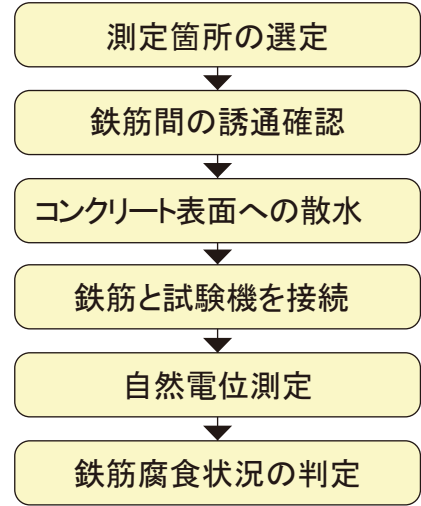 測定箇所の選定
鉄筋間の誘通確認
コンクリート表面への散水
鉄筋と試験機を接続
自然電位測定
鉄筋腐食状況の判定